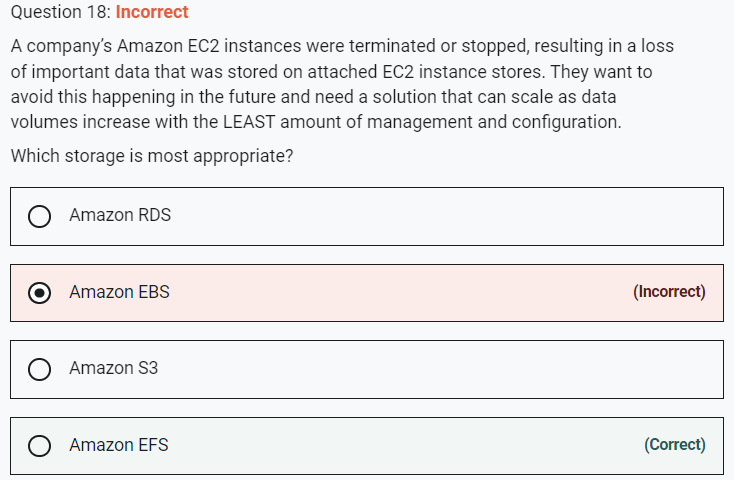 Question 18: Incorrect
A company's Amazon EC2 instances were terminated or stopped, resulting in a loss
of important data that was stored on attached EC2 instance stores. They want to
avoid this happening in the future and need a solution that can scale as data
volumes increase with the LEAST amount of management and configuration.
Which storage is most appropriate?
Amazon RDS
Amazon EBS (Incorrect)
Amazon S3
Amazon EFS (Correct)